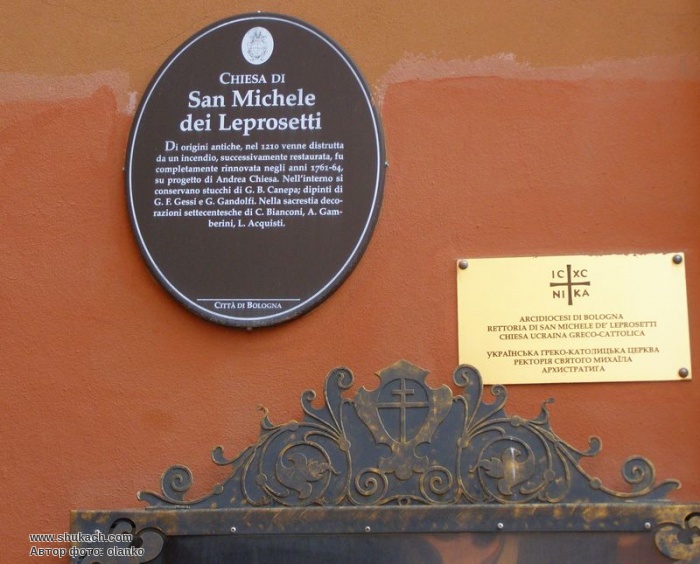 CHIESA DI
San Michele
dei Leprosetti
Di origini antiche, nel 1210 venne distrutta
da un incendio, successivamente restaurata, fu
completamente rinnovata negli anni 1761-64,
su progetto di Andrea Chiesa. Nell'interno si
conservano stucchi di G. B. Canepa; dipinti di
G. F. Gessi e G. Gandolfi. Nella sacrestia deco-
razioni settecentesche di C. Bianconi, A. Gam-
berini, L. Acquisti.
CITTÀ DI BOLOGNA
IC XC
NI KA
ARCIDIOCESI DI BOLOGNA
RETTORIA DI SAN MICHELE DE' LEPROSETTI
CHIESA UCRAINA GRECO-CATTOLICA
УКРАЇНСЬКА ГРЕКО-КАТОЛИЦЬКА ЦЕРКВА
РЕКТОРІЯ СВЯТОГО МИХАЇЛА
АРХИСТРАТИГА
www.shukach.com
Автор фото: olanko